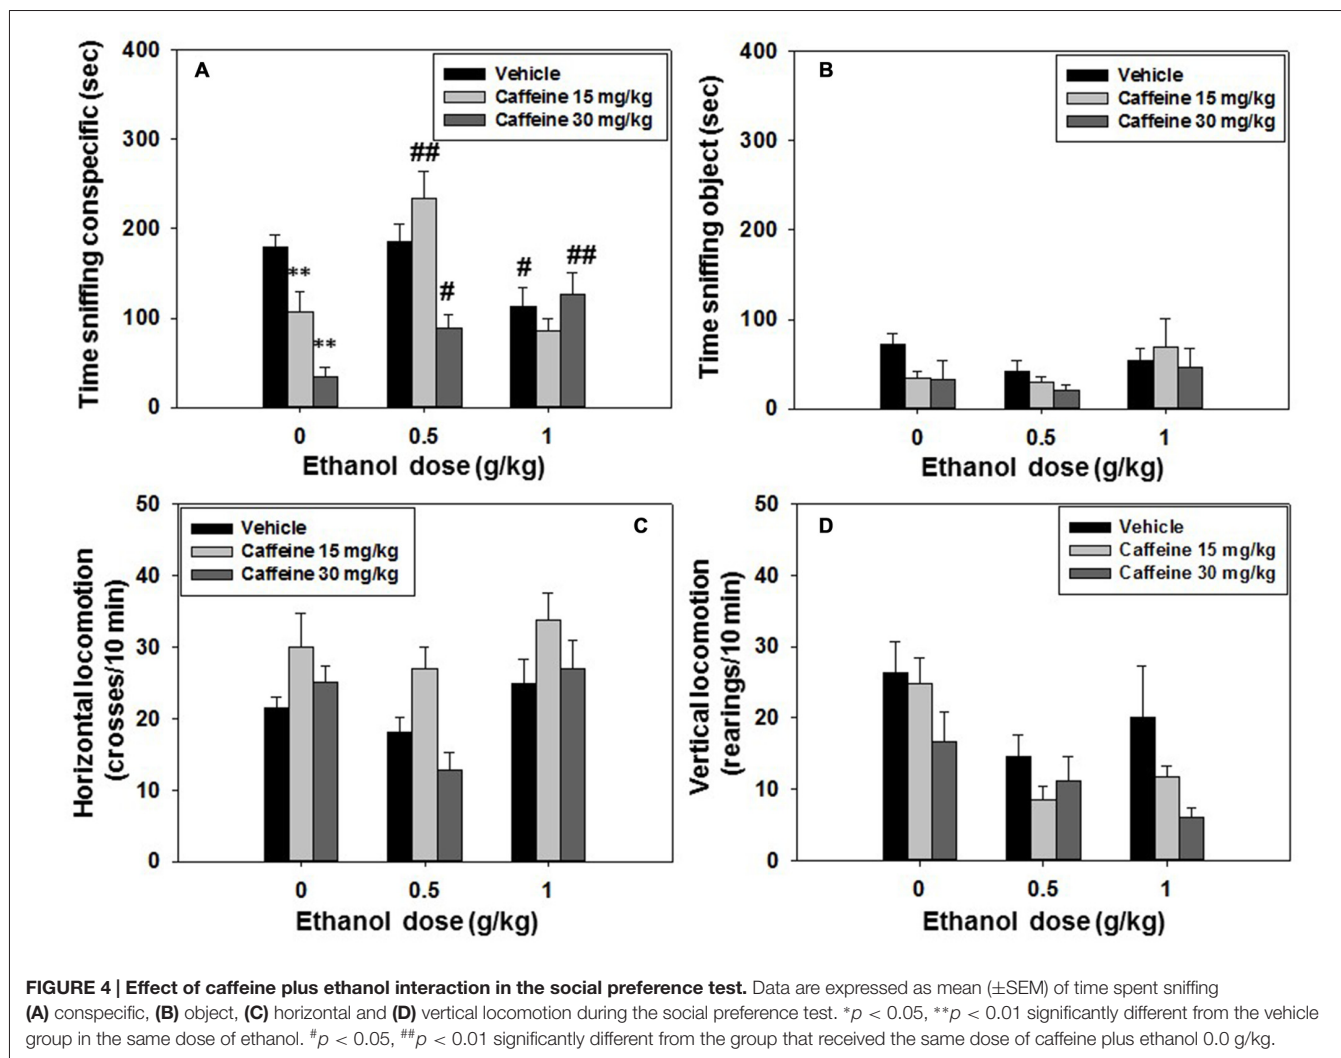 A
Vehicle
Caffeine 15 mg/kg
Caffeine 30 mg/kg
Time sniffing conspecific (sec)
400
300
200
100
0
**
**
##
#
#
##
0 0.5 1
Ethanol dose (g/kg)
B
Vehicle
Caffeine 15 mg/kg
Caffeine 30 mg/kg
Time sniffing object (sec)
400
300
200
100
0
0 0.5 1
Ethanol dose (g/kg)
C
Vehicle
Caffeine 15 mg/kg
Caffeine 30 mg/kg
Horizontal locomotion
(crosses/10 min)
50
40
30
20
10
0
0 0.5 1
Ethanol dose (g/kg)
D
Vehicle
Caffeine 15 mg/kg
Caffeine 30 mg/kg
Vertical locomotion
(rearings/10 min)
50
40
30
20
10
0
0 0.5 1
Ethanol dose (g/kg)
FIGURE 4 | Effect of caffeine plus ethanol interaction in the social preference test. Data are expressed as mean (±SEM) of time spent sniffing
(A) conspecific, (B) object, (C) horizontal and (D) vertical locomotion during the social preference test. *p < 0.05, **p < 0.01 significantly different from the vehicle
group in the same dose of ethanol. #p < 0.05, ##p < 0.01 significantly different from the group that received the same dose of caffeine plus ethanol 0.0 g/kg.